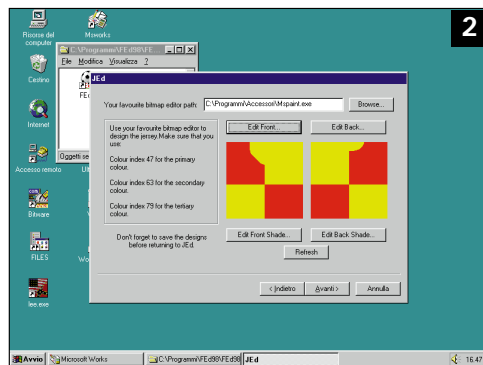 2
Risorse del
computer
Msworks
Cestino
Internet
Accesso remoto
Bitware
FILES
lee.exe
C:\Programmi\FEd98\FE
File Modifica Visualizza ?
Oggetti se
JEd
Your favourite bitmap editor path: C:\Programmi\Accessori\Mspaint.exe Browse...
Use your favourite bitmap editor to
design the jersey.Make sure that you
use:
Colour index 47 for the primary
colour.
Colour index 63 for the secondary
colour.
Colour index 79 for the tertiary
colour.
Don't forget to save the designs
before returning to JEd.
Edit Front... Edit Back...
Edit Front Shade... Edit Back Shade...
Refresh
< Indietro Avanti > Annulla
Avvio Microsoft Works C:\Programmi\FEd98\FEd98 JEd 16.47